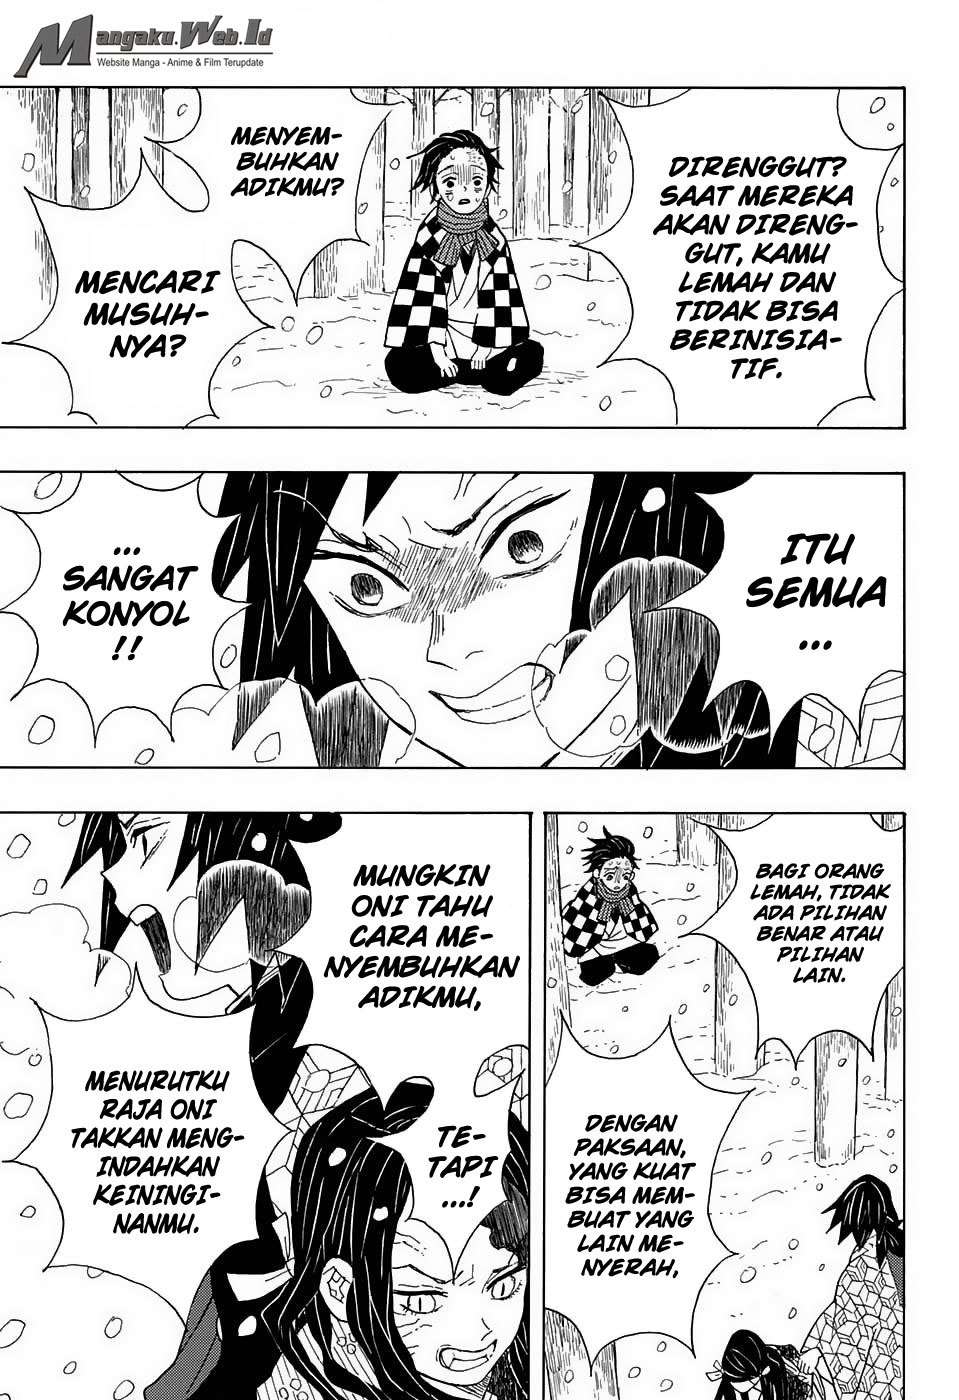 Mangaku.Web.Id
Website Manga - Anime & Film Terupdate
DIRENGGUT?
SAAT MEREKA
AKAN DIRENG-
GUT, KAMU
LEMAH DAN
TIDAK BISA
BERINISIA-
TIF.
MENYEM-
BUHKAN
ADIKMU?
MENCARI
MUSUH-
NYA?
ITU
SEMUA
...
...
SANGAT
KONYOL
!!
BAGI ORANG
LEMAH, TIDAK
ADA PILIHAN
BENAR ATAU
PILIHAN
LAIN.
DENGAN
PAKSAAN,
YANG KUAT
BISA MEM-
BUAT YANG
LAIN ME-
NYERAH,
MUNGKIN
ONI TAHU
CARA ME-
NYEMBUHKAN
ADIKMU,
TE-
TAPI
...!
MENURUTKU
RAJA ONI
TAKKAN MENG-
INDAHKAN
KEININGI-
NANMU.